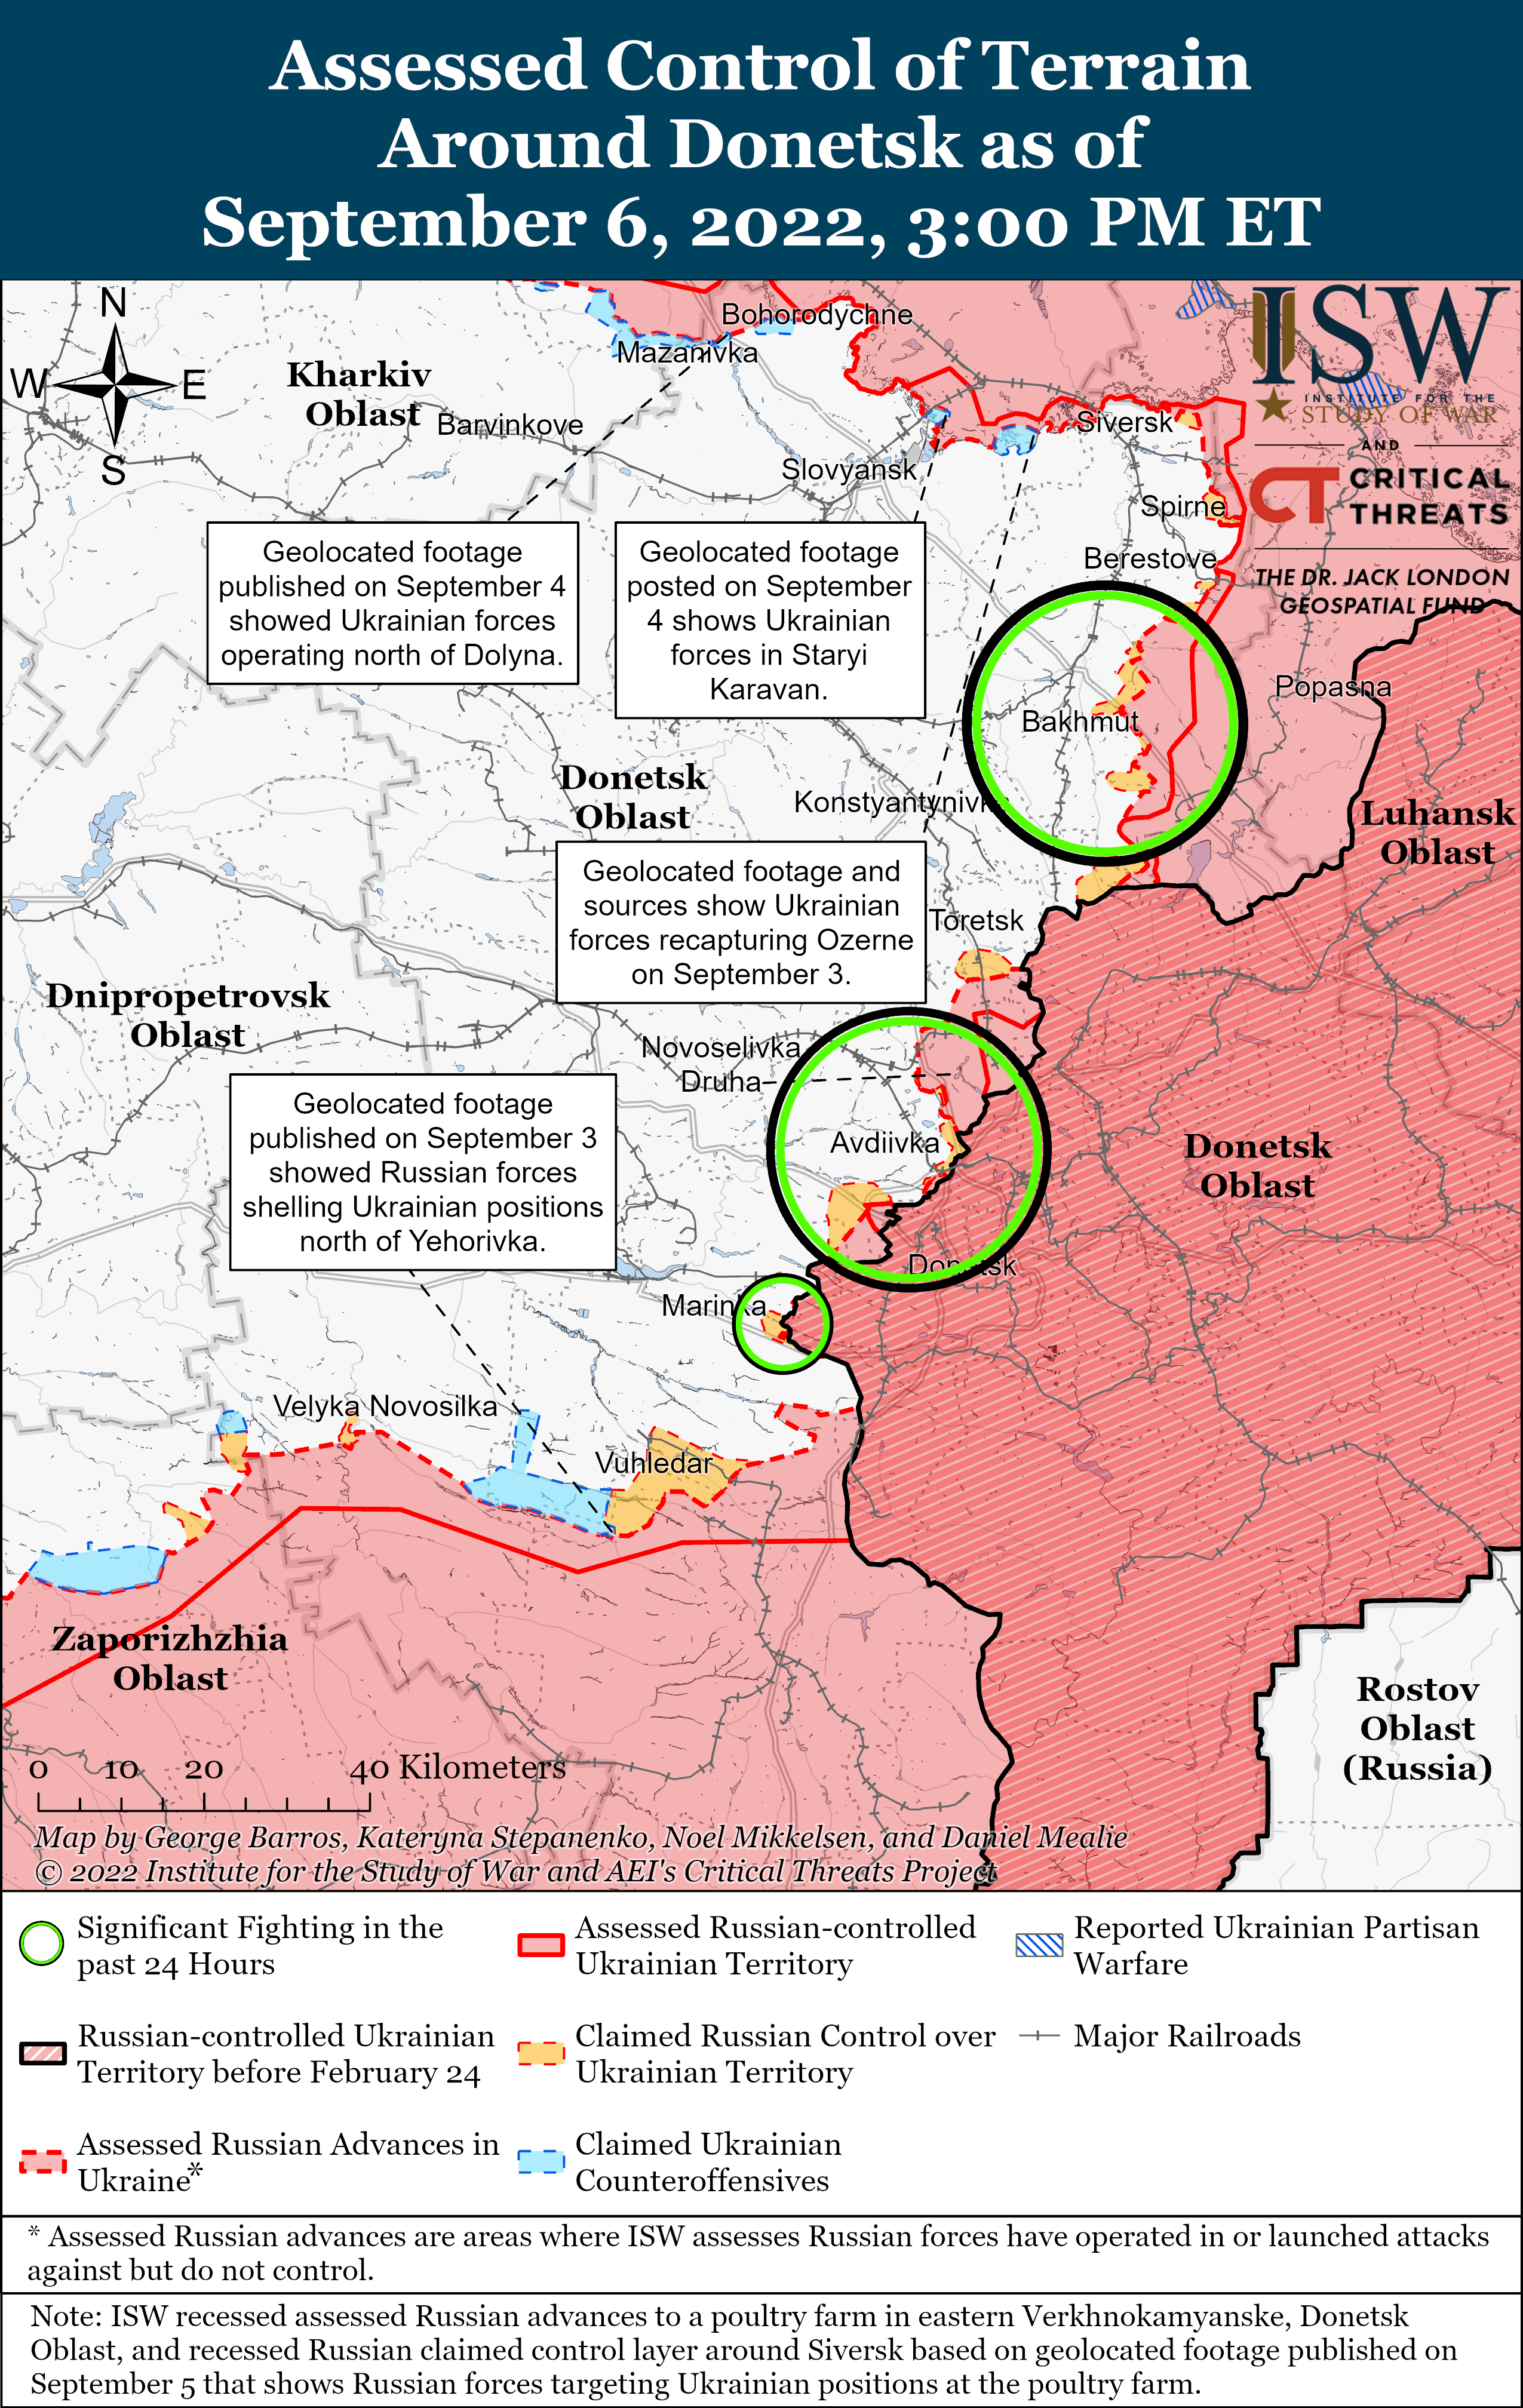 Assessed Control of Terrain
Around Donetsk as of
September 6, 2022, 3:00 PM ET
N
W
E
S
Kharkiv
Oblast
Barvinkove
Mazanivka
Bohorodychne
Slovyansk
Siversk
Spirne
Berestove
ISW
INSTITUTE FOR THE
STUDY OF WAR
AND
CT CRITICAL
THREATS
THE DR. JACK LONDON
GEOSPATIAL FUND
Geolocated footage
published on September 4
showed Ukrainian forces
operating north of Dolyna.
Geolocated footage
posted on September
4 shows Ukrainian
forces in Staryi
Karavan.
Popasna
Bakhmut
Donetsk
Oblast
Konstyantynivka
Luhansk
Oblast
Geolocated footage and
sources show Ukrainian
forces recapturing Ozerne
on September 3.
Toretsk
Dnipropetrovsk
Oblast
Novoselivka
Druha
Avdiivka
Donetsk
Oblast
Geolocated footage
published on September 3
showed Russian forces
shelling Ukrainian positions
north of Yehorivka.
Donetsk
Marinka
Velyka Novosilka
Vuhledar
Zaporizhzhia
Oblast
Rostov
Oblast
(Russia)
0 10 20 40 Kilometers
Map by George Barros, Kateryna Stepanenko, Noel Mikkelsen, and Daniel Mealie
© 2022 Institute for the Study of War and AEI's Critical Threats Project
Significant Fighting in the
past 24 Hours
Assessed Russian-controlled
Ukrainian Territory
Reported Ukrainian Partisan
Warfare
Russian-controlled Ukrainian
Territory before February 24
Claimed Russian Control over
Ukrainian Territory
Major Railroads
Assessed Russian Advances in
Ukraine*
Claimed Ukrainian
Counteroffensives
* Assessed Russian advances are areas where ISW assesses Russian forces have operated in or launched attacks
against but do not control.
Note: ISW recessed assessed Russian advances to a poultry farm in eastern Verkhnokamyanske, Donetsk
Oblast, and recessed Russian claimed control layer around Siversk based on geolocated footage published on
September 5 that shows Russian forces targeting Ukrainian positions at the poultry farm.